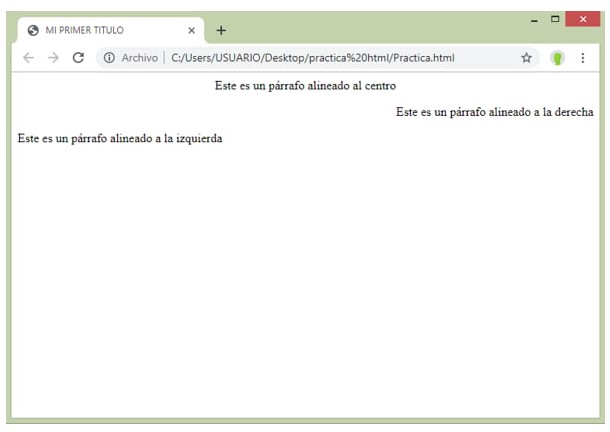 MI PRIMER TITULO
Archivo | C:/Users/USUARIO/Desktop/practica%20html/Practica.html
Este es un párrafo alineado al centro
Este es un párrafo alineado a la derecha
Este es un párrafo alineado a la izquierda